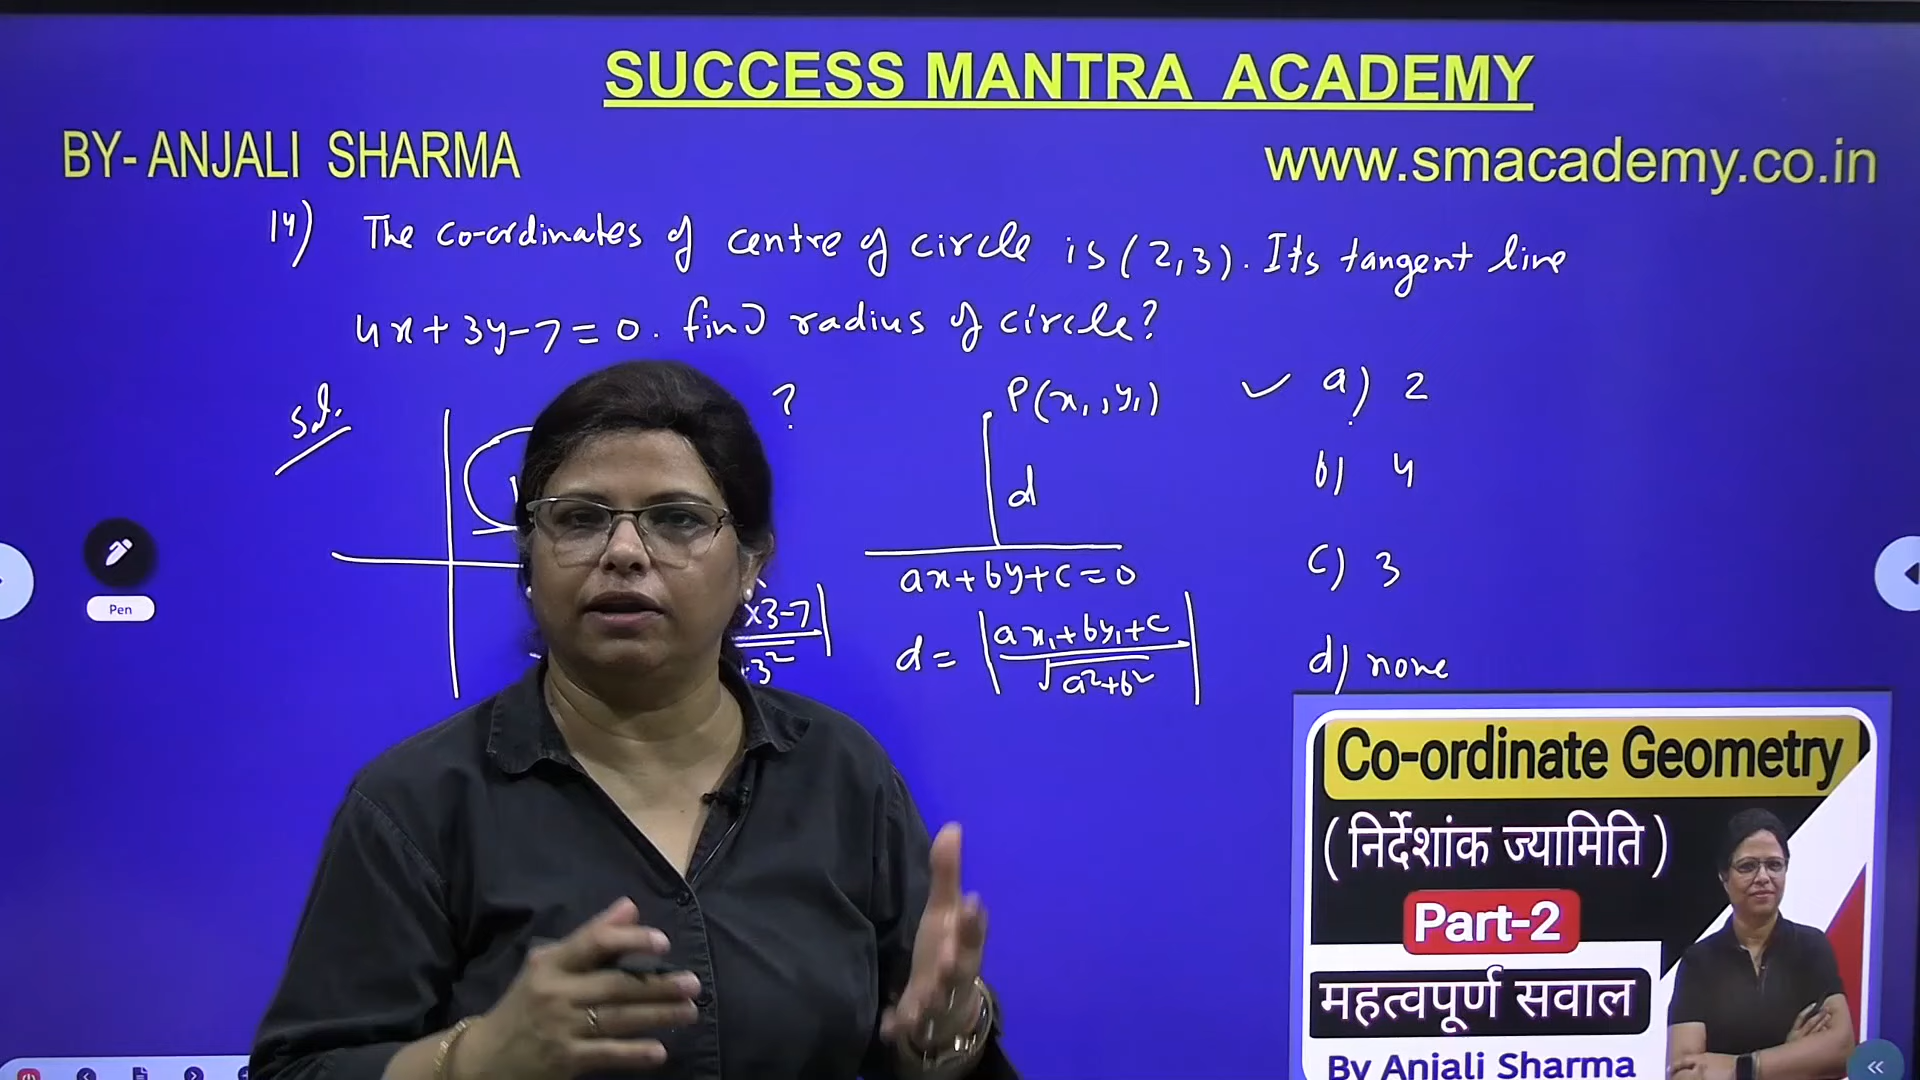 SUCCESS MANTRA ACADEMY
BY- ANJALI SHARMA
www.smacademy.co.in
14) The co-ordinates of centre of circle is (2,3). Its tangent line
4x+3y-7=0. find radius of circle?
Sol.
?
P(x₁,y₁)
✓ a) 2
d
b) 4
ax+by+c=0
c) 3
×3-7
3²
d= |ax₁+by₁+c
√a²+b²|
d) none
Pen
Co-ordinate Geometry
( निर्देशांक ज्यामिति )
Part-2
महत्वपूर्ण सवाल
By Anjali Sharma